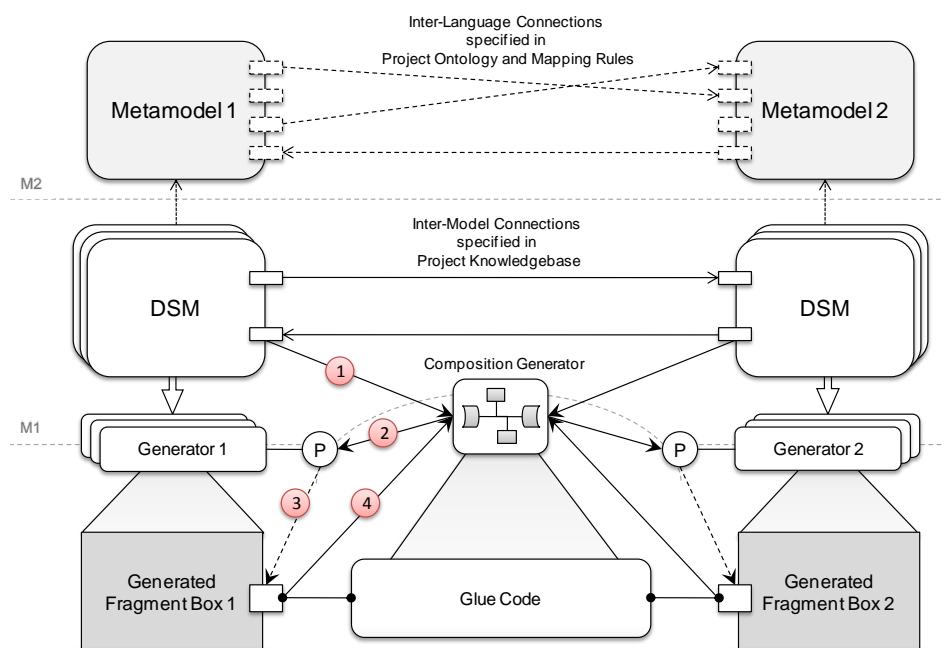 Inter-Language Connections
specified in
Project Ontology and Mapping Rules
Metamodel 1
Metamodel 2
M2
Inter-Model Connections
specified in
Project Knowledgebase
DSM
DSM
Composition Generator
1
M1
Generator 1
P
2
P
Generator 2
3
4
Generated
Fragment Box 1
Glue Code
Generated
Fragment Box 2